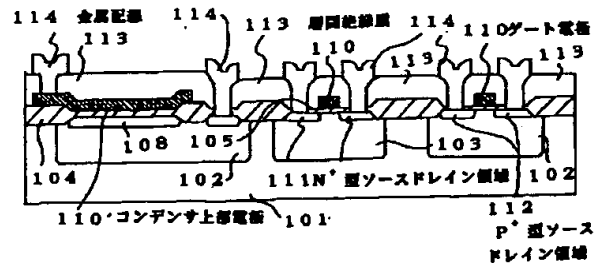 114 金属配線 114 113 層間絶縁膜 114 110ゲート電極
113 110 113 113
104 108 105 102 111N⁺型ソースドレイン領域 103 102
110'コンデンサ上部電極 101 112
P⁺型ソース
ドレイン領域